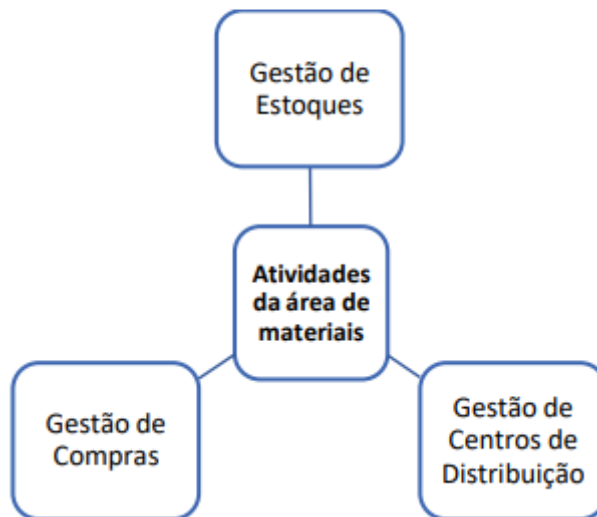 Gestão de
Estoques
Atividades
da área de
materiais
Gestão de
Compras
Gestão de
Centros de
Distribuição